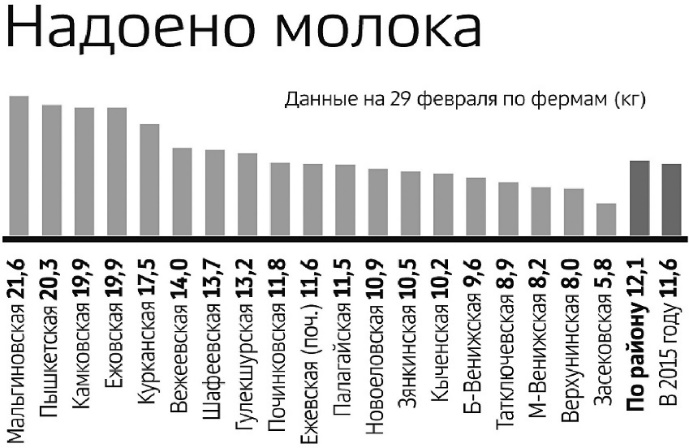 Надоено молока
Данные на 29 февраля по фермам (кг)
Мальгиновская 21,6
Пышкетская 20,3
Камковская 19,9
Ежовская 19,9
Курканская 17,5
Вежеевская 14,0
Шафеевская 13,7
Гулекшурская 13,2
Починковская 11,8
Ежевская (поч.) 11,6
Палагайская 11,5
Новоеловская 10,9
Зянкинская 10,5
Кыченская 10,2
Б-Венижская 9,6
Татключевская 8,9
М-Венижская 8,2
Верхунинская 8,0
Засековская 5,8
По району 12,1
В 2015 году 11,6